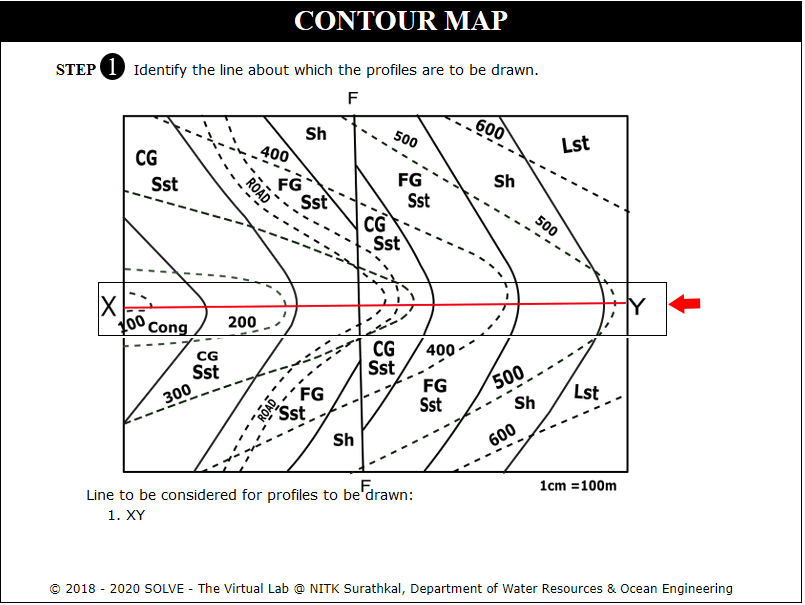 CONTOUR MAP
STEP 1 Identify the line about which the profiles are to be drawn.
F
CG
Sst
400
ROAD
FG
Sst
Sh
500
FG
Sst
CG
Sst
600
Sh
Lst
500
X
Y
100
Cong
200
CG
Sst
300
CG
Sst
400
FG
Sst
ROAD
FG
Sst
500
Sh
Lst
Sh
600
F
1cm =100m
Line to be considered for profiles to be drawn:
1. XY
© 2018 - 2020 SOLVE - The Virtual Lab @ NITK Surathkal, Department of Water Resources & Ocean Engineering